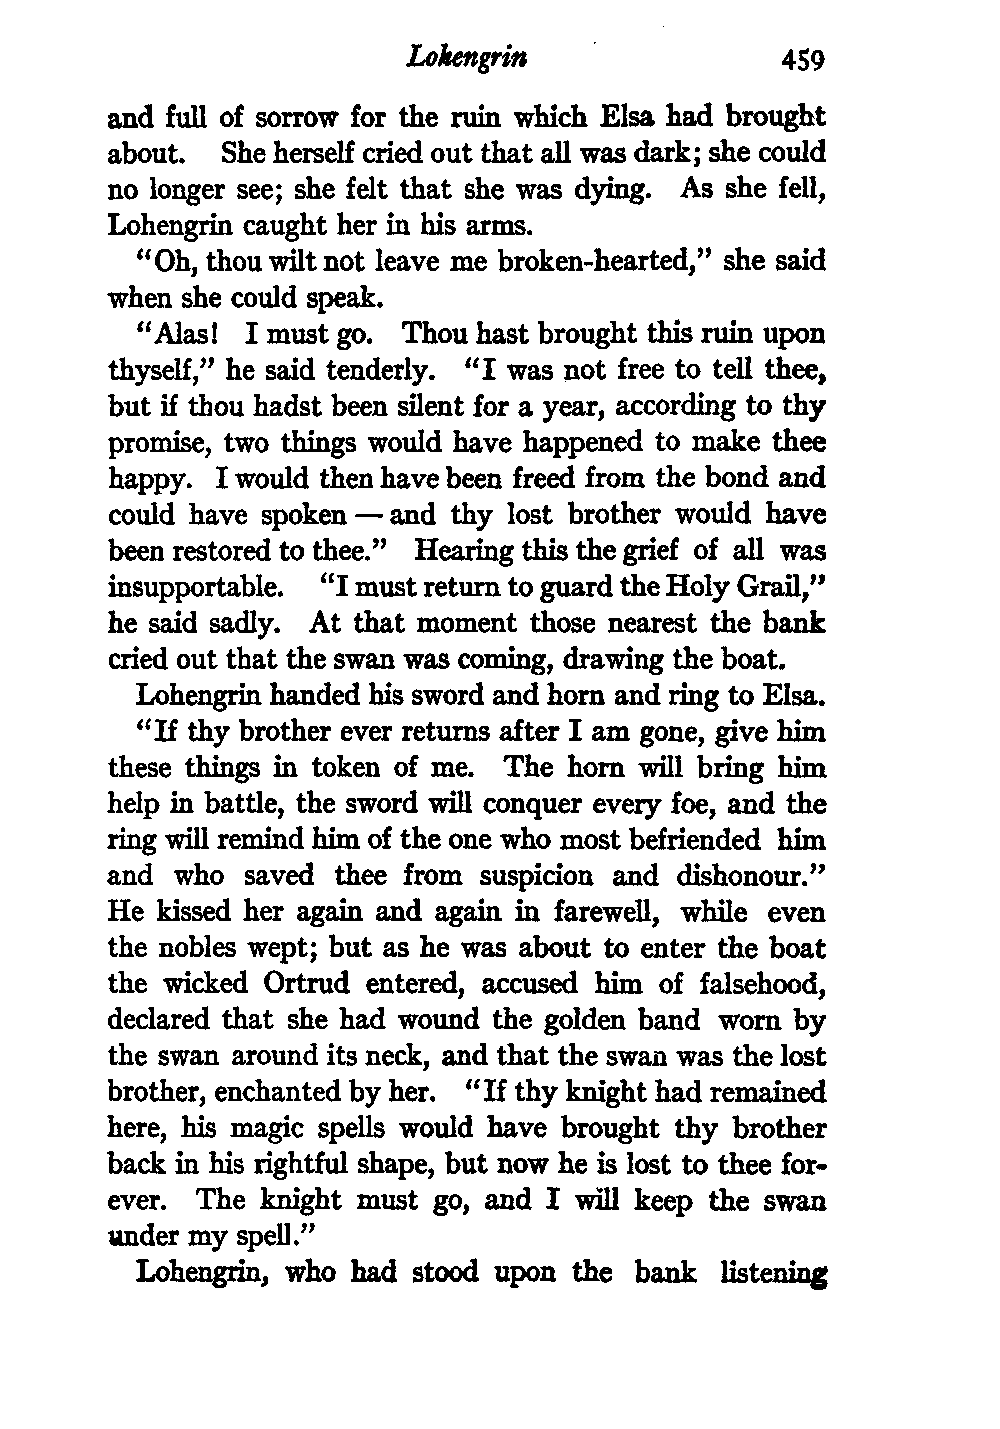 Lohengrin 459
and full of sorrow for the ruin which Elsa had brought
about. She herself cried out that all was dark; she could
no longer see; she felt that she was dying. As she fell,
Lohengrin caught her in his arms.
"Oh, thou wilt not leave me broken-hearted," she said
when she could speak.
"Alas! I must go. Thou hast brought this ruin upon
thyself," he said tenderly. "I was not free to tell thee,
but if thou hadst been silent for a year, according to thy
promise, two things would have happened to make thee
happy. I would then have been freed from the bond and
could have spoken — and thy lost brother would have
been restored to thee." Hearing this the grief of all was
insupportable. "I must return to guard the Holy Grail,"
he said sadly. At that moment those nearest the bank
cried out that the swan was coming, drawing the boat.
Lohengrin handed his sword and horn and ring to Elsa.
"If thy brother ever returns after I am gone, give him
these things in token of me. The horn will bring him
help in battle, the sword will conquer every foe, and the
ring will remind him of the one who most befriended him
and who saved thee from suspicion and dishonour."
He kissed her again and again in farewell, while even
the nobles wept; but as he was about to enter the boat
the wicked Ortrud entered, accused him of falsehood,
declared that she had wound the golden band worn by
the swan around its neck, and that the swan was the lost
brother, enchanted by her. "If thy knight had remained
here, his magic spells would have brought thy brother
back in his rightful shape, but now he is lost to thee for-
ever. The knight must go, and I will keep the swan
under my spell."
Lohengrin, who had stood upon the bank listening